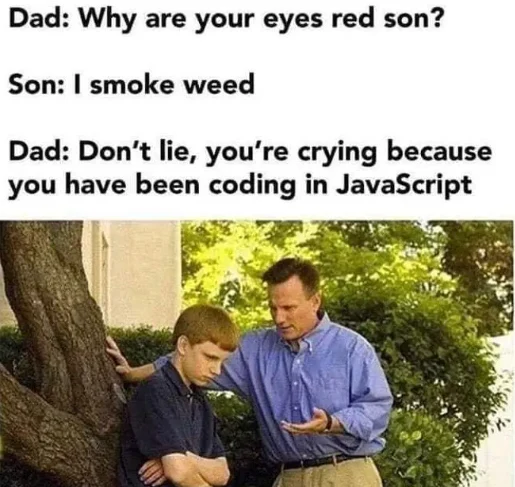 Dad: Why are your eyes red son?
Son: I smoke weed
Dad: Don't lie, you're crying because
you have been coding in JavaScript